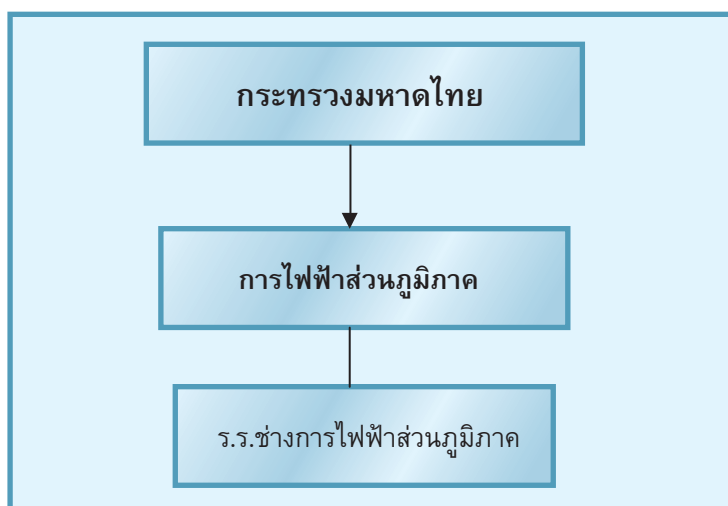 กระทรวงมหาดไทย
การไฟฟ้าส่วนภูมิภาค
ร.ร.ช่างการไฟฟ้าส่วนภูมิภาค